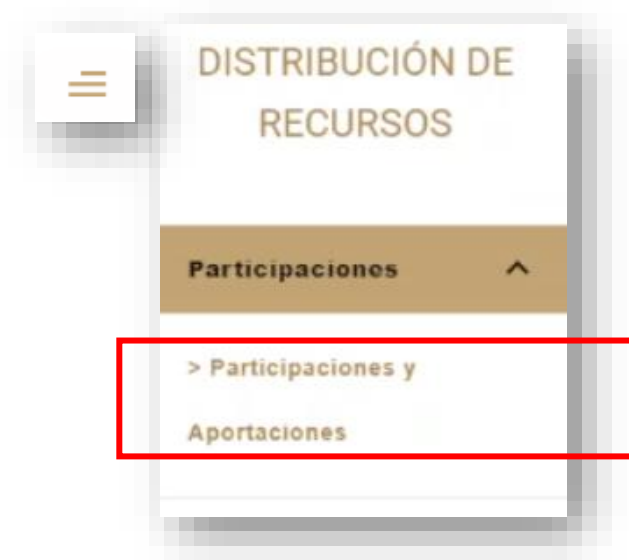 DISTRIBUCIÓN DE
RECURSOS
Participaciones
> Participaciones y
Aportaciones